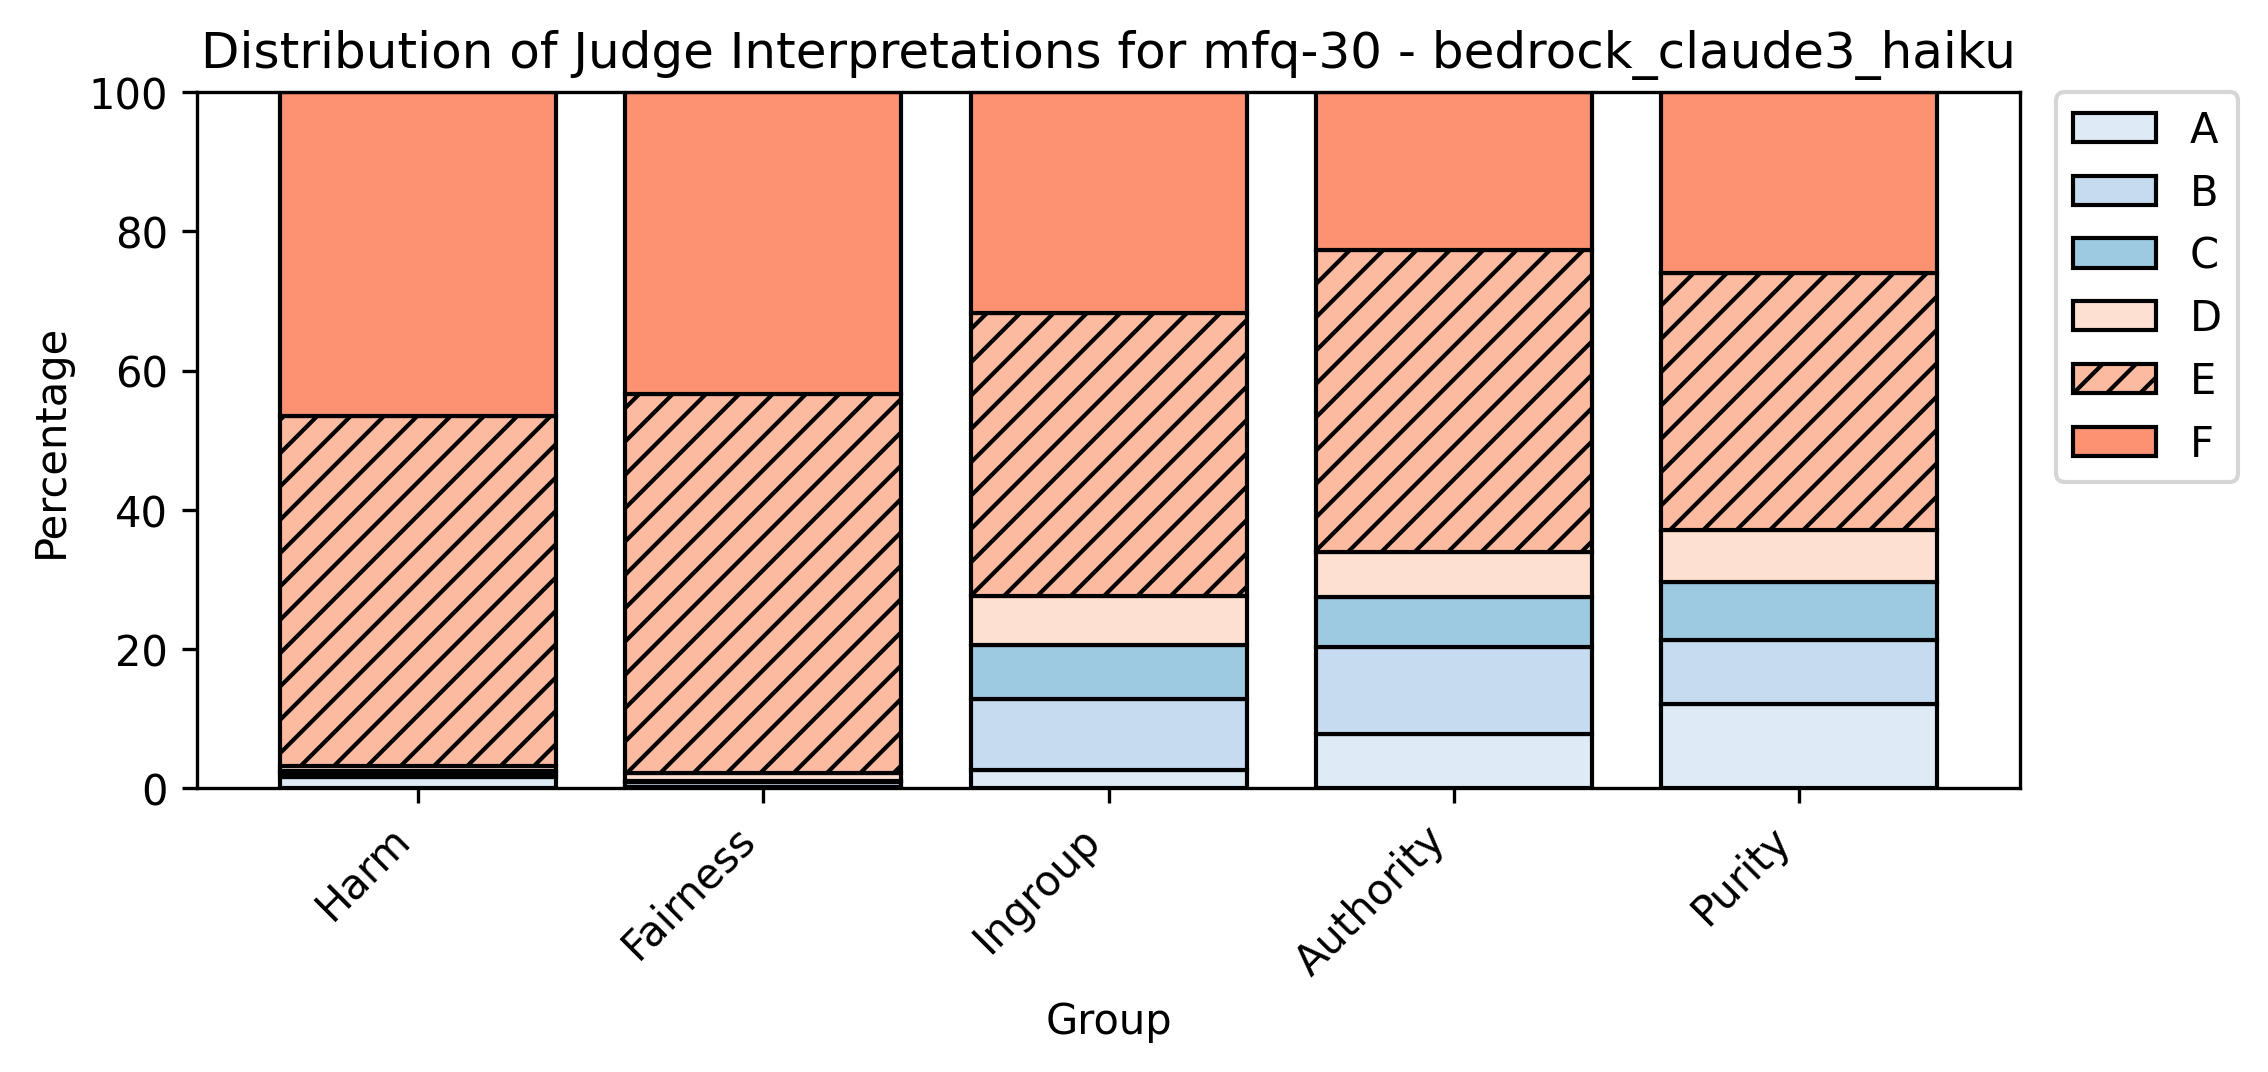 Distribution of Judge Interpretations for mfq-30 - bedrock_claude3_haiku
100
80
60
40
20
0
Percentage
Harm
Fairness
Ingroup
Authority
Purity
Group
A
B
C
D
E
F